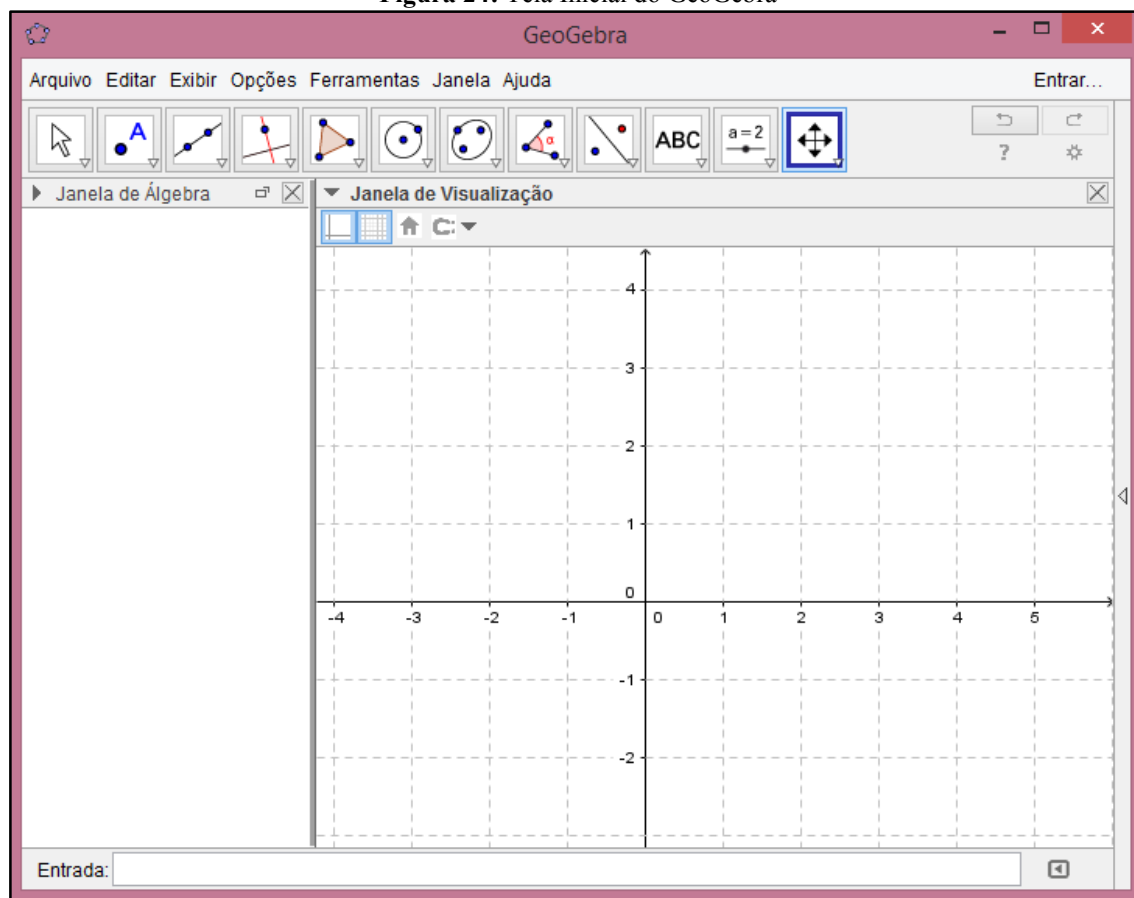 Figura 24: Tela Inicial do GeoGebra
GeoGebra
Arquivo Editar Exibir Opções Ferramentas Janela Ajuda Entrar...
A α ABC a=2 ?
Janela de Álgebra
Janela de Visualização
4
3
2
1
0
-4 -3 -2 -1 0 1 2 3 4 5
-1
-2
Entrada: